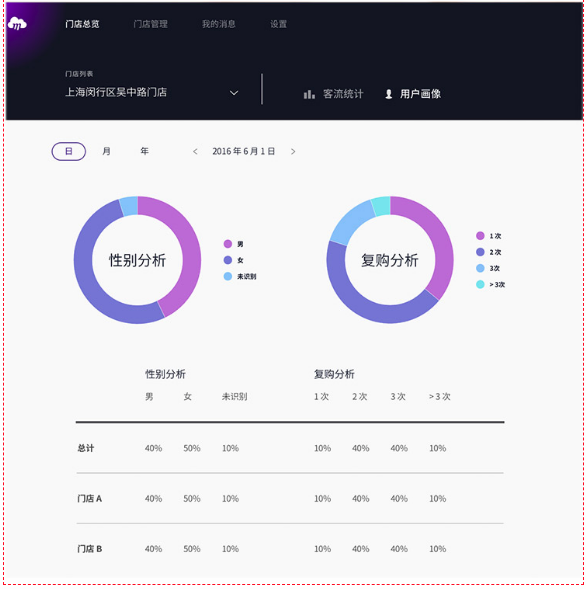 m
门店总览 门店管理 我的消息 设置
门店列表
上海闵行区吴中路门店
客流统计 用户画像
日 月 年 < 2016 年 6 月 1 日 >
性别分析
男
女
未识别
复购分析
1 次
2 次
3次
> 3次
性别分析 复购分析
男 女 未识别 1 次 2 次 3 次 > 3 次
总计 40% 50% 10% 10% 40% 40% 10%
门店 A 40% 50% 10% 10% 40% 40% 10%
门店 B 40% 50% 10% 10% 40% 40% 10%